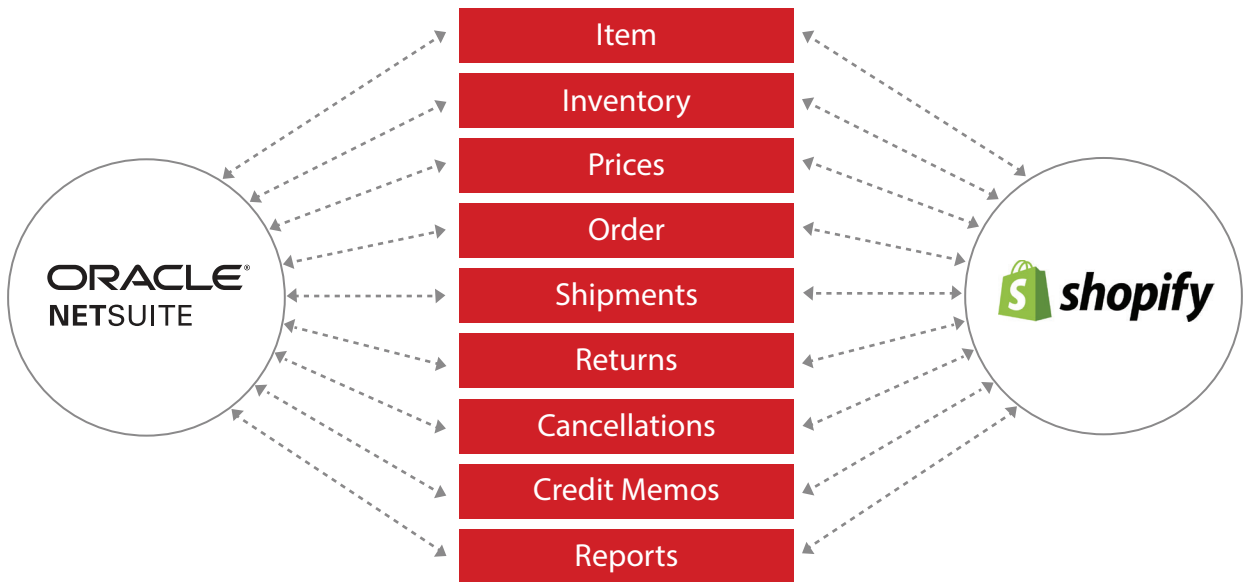 Item
Inventory
Prices
Order
Shipments
Returns
Cancellations
Credit Memos
Reports
ORACLE®
NETSUITE
shopify